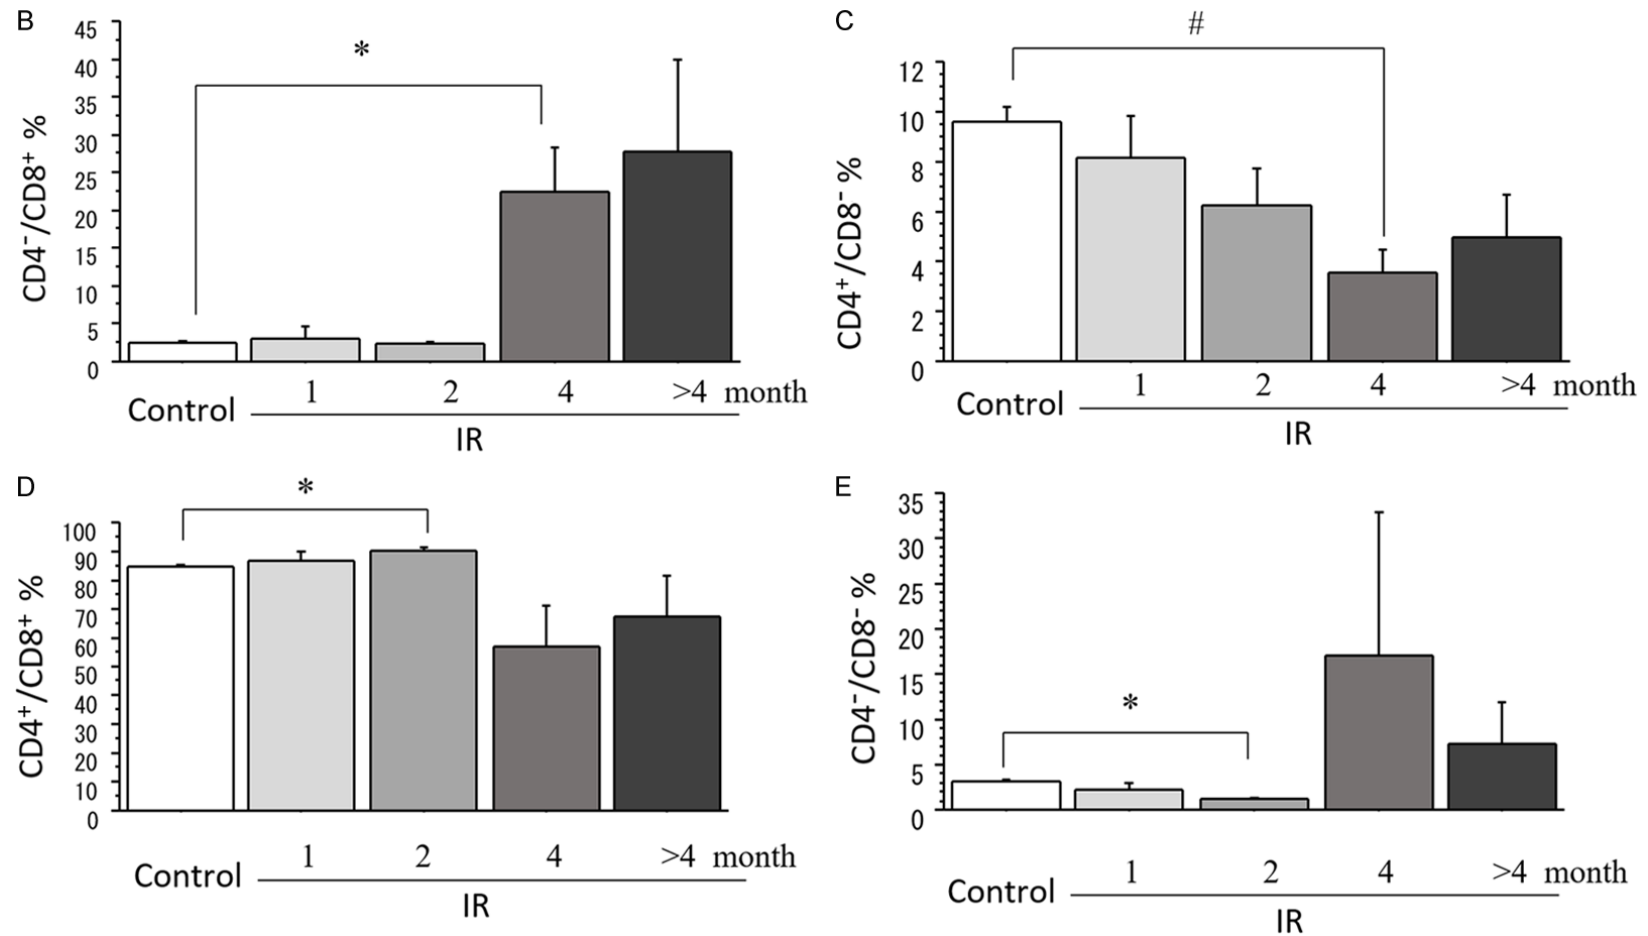 B
45
40
35
30
25
20
15
10
5
0
CD4⁻/CD8⁺ %
*
Control
1 2 4 >4 month
IR
C
12
10
8
6
4
2
0
CD4⁺/CD8⁻ %
#
Control
1 2 4 >4 month
IR
D
100
90
80
70
60
50
40
30
20
10
0
CD4⁺/CD8⁺ %
*
Control
1 2 4 >4 month
IR
E
35
30
25
20
15
10
5
0
CD4⁻/CD8⁻ %
*
Control
1 2 4 >4 month
IR